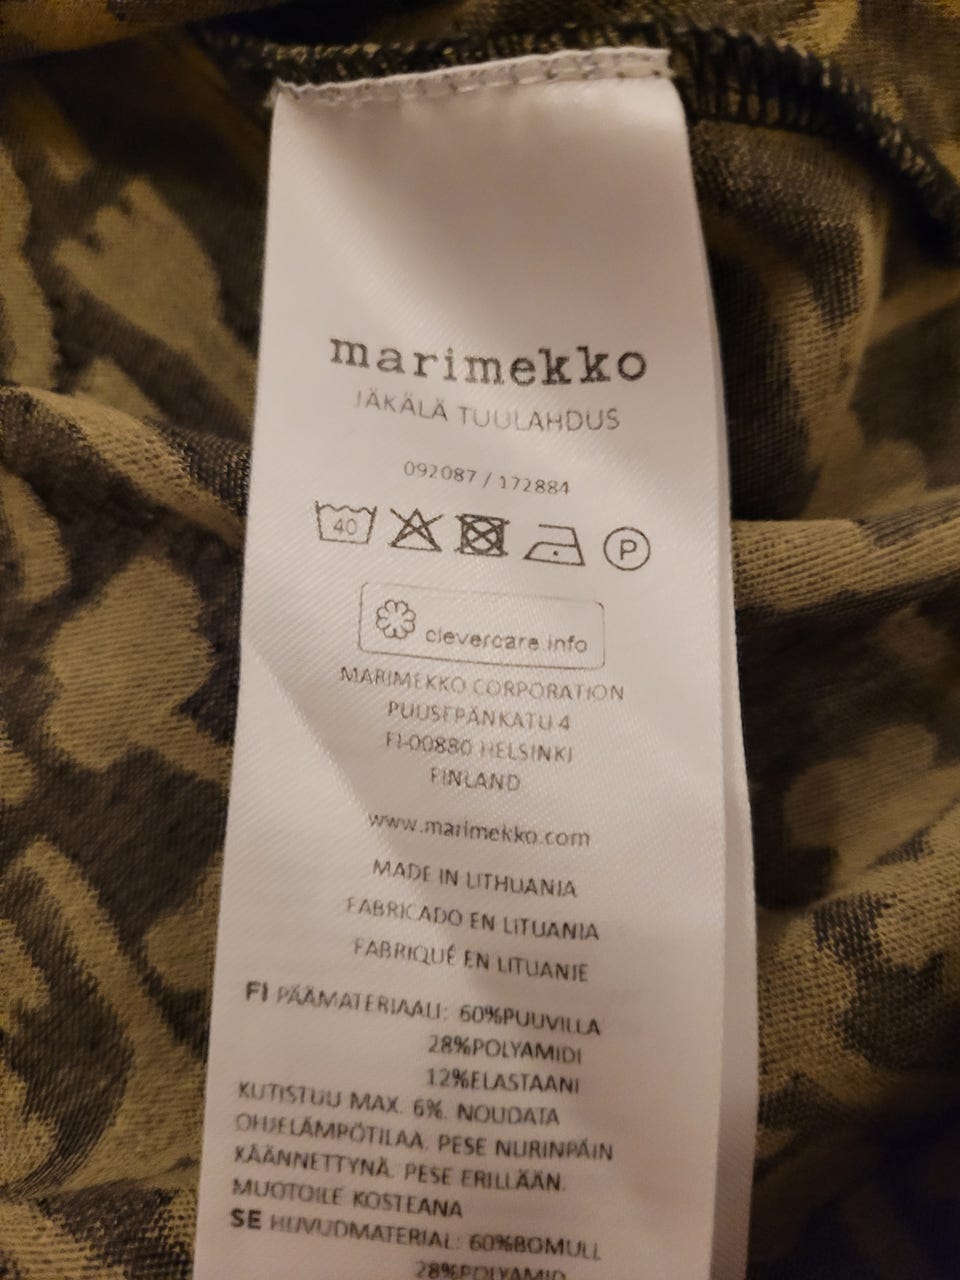 marimekko
JÄKÄLÄ TUULAHDUS
092087 / 172884
40 P
clevercare.info
MARIMEKKO CORPORATION
PUUSEPÄNKATU 4
FI-00880 HELSINKI
FINLAND
www.marimekko.com
MADE IN LITHUANIA
FABRICADO EN LITUANIA
FABRIQUÉ EN LITUANIE
FI PÄÄMATERIAALI: 60%PUUVILLA
28%POLYAMIDI
12%ELASTAANI
KUTISTUU MAX. 6%. NOUDATA
OHJELÄMPÖTILAA. PESE NURINPÄIN
KÄÄNNETTYNÄ. PESE ERILLÄÄN.
MUOTOILE KOSTEANA
SE HUVUDMATERIAL: 60%BOMULL
28%POLYAMID